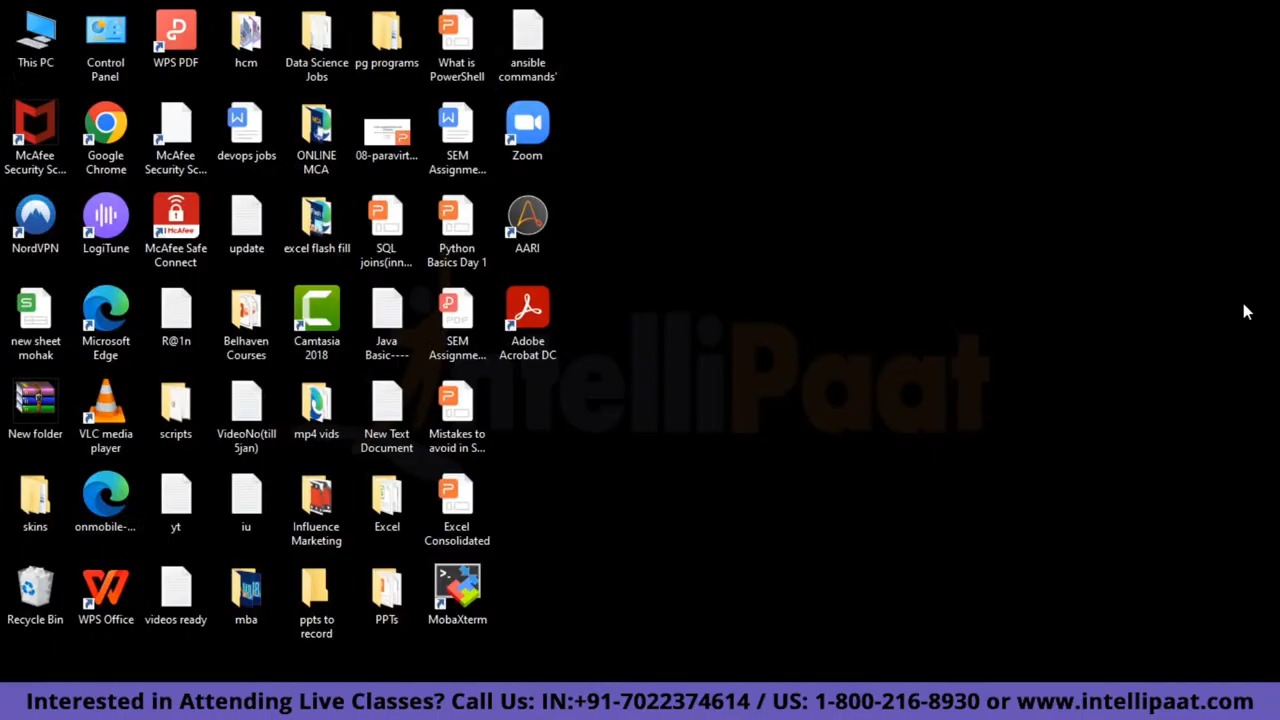 This PC
Control
Panel
WPS PDF
hcm
Data Science
Jobs
pg programs
What is
PowerShell
ansible
commands'
McAfee
Security Sc...
Google
Chrome
McAfee
Security Sc...
devops jobs
ONLINE
MCA
08-paravirt...
SEM
Assignme...
Zoom
NordVPN
LogiTune
McAfee
McAfee Safe
Connect
update
excel flash fill
SQL
joins(inn...
Python
Basics Day 1
AARI
new sheet
mohak
Microsoft
Edge
R@1n
Belhaven
Courses
Camtasia
2018
Java
Basic----
PDF
SEM
Assignme...
Adobe
Acrobat DC
New folder
VLC media
player
scripts
VideoNo(till
5jan)
mp4 vids
New Text
Document
Mistakes to
avoid in S...
skins
onmobile-...
yt
iu
Influence
Marketing
Excel
Excel
Consolidated
Recycle Bin
WPS Office
videos ready
mba
ppts to
record
PPTs
MobaXterm
intelliPaat
Interested in Attending Live Classes? Call Us: IN:+91-7022374614 / US: 1-800-216-8930 or www.intellipaat.com